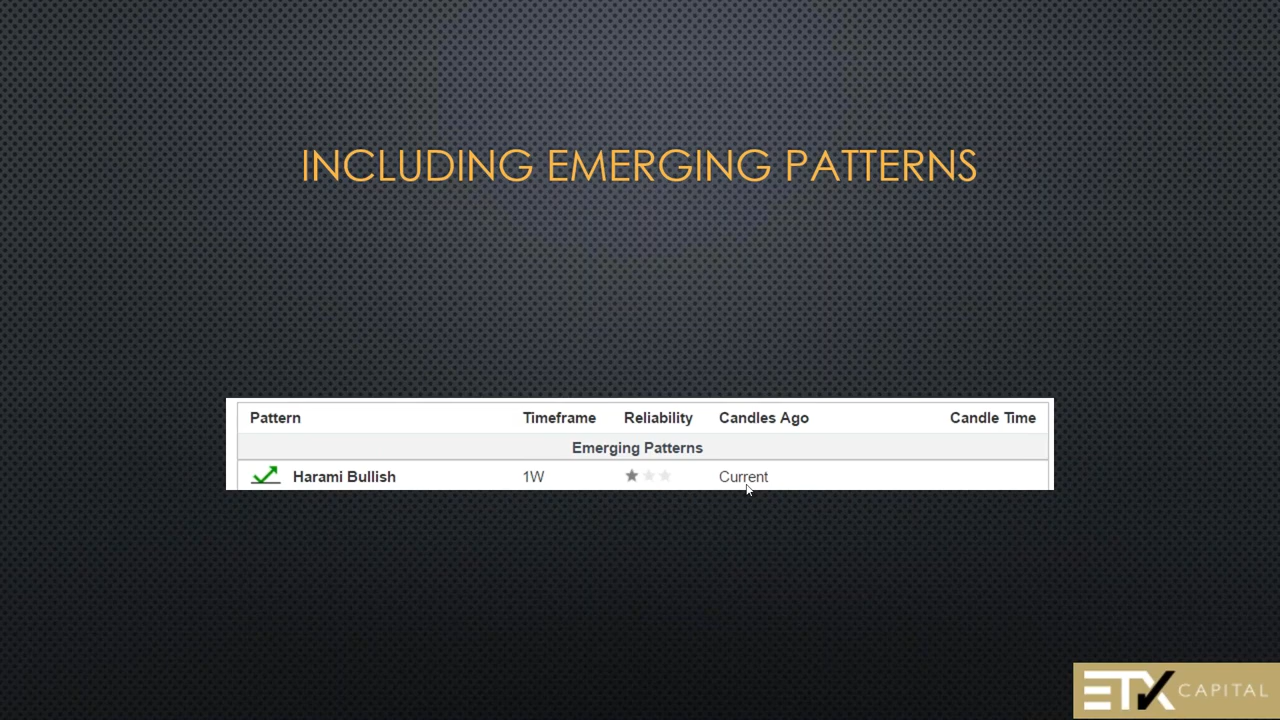 INCLUDING EMERGING PATTERNS
Pattern Timeframe Reliability Candles Ago Candle Time
Emerging Patterns
Harami Bullish 1W Current
ETX CAPITAL